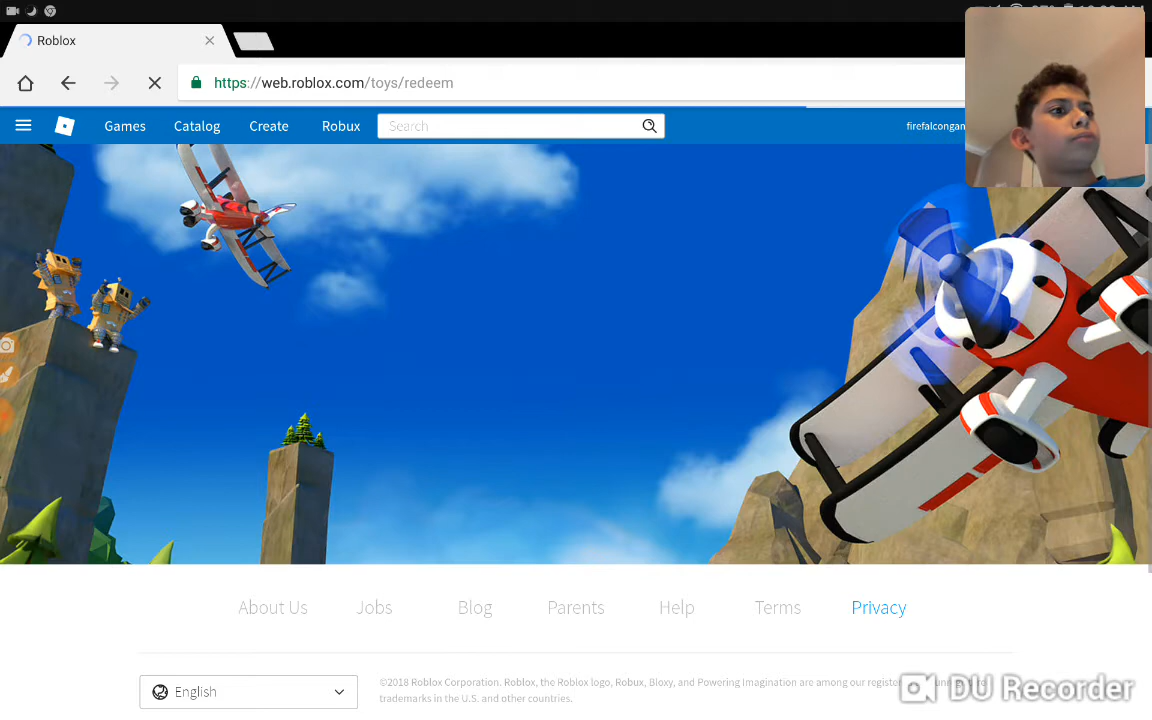 Roblox
https://web.roblox.com/toys/redeem
Games Catalog Create Robux Search
firefalcongam
About Us Jobs Blog Parents Help Terms Privacy
English
©2018 Roblox Corporation. Roblox, the Roblox logo, Robux, Bloxy, and Powering Imagination are among our
trademarks in the U.S. and other countries.
DU Recorder